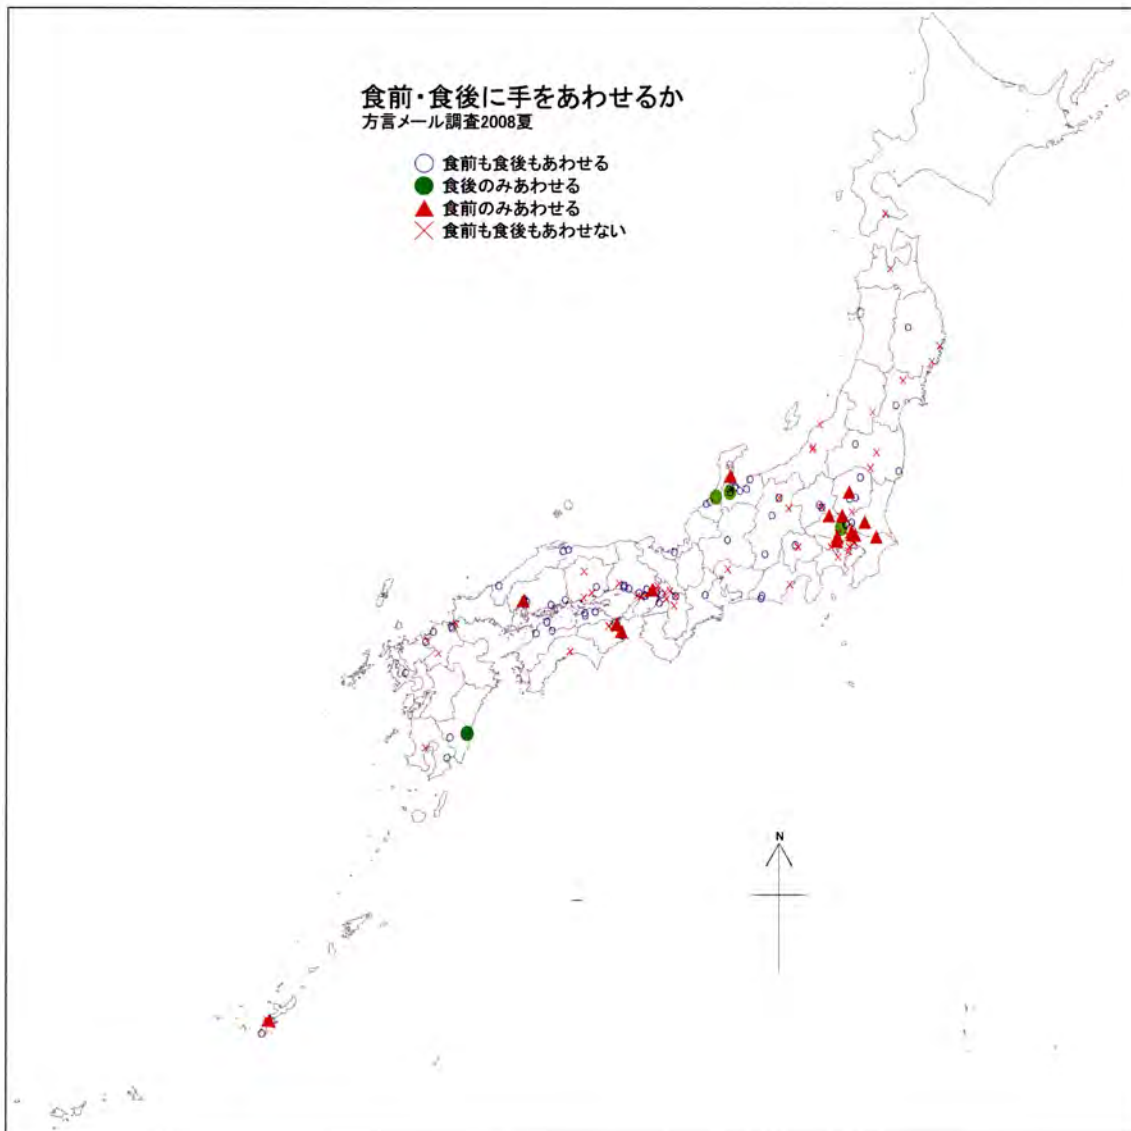 食前・食後に手をあわせるか
方言メール調査2008夏
食前も食後もあわせる
食後のみあわせる
食前のみあわせる
食前も食後もあわせない
N